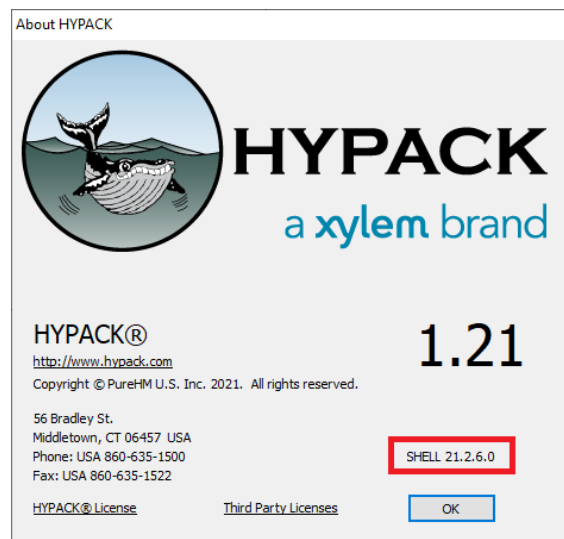 About HYPACK
HYPACK
a xylem brand
HYPACK®
1.21
http://www.hypack.com
Copyright © PureHM U.S. Inc. 2021. All rights reserved.
56 Bradley St.
Middletown, CT 06457 USA
Phone: USA 860-635-1500
SHELL 21.2.6.0
Fax: USA 860-635-1522
HYPACK® License
Third Party Licenses
OK